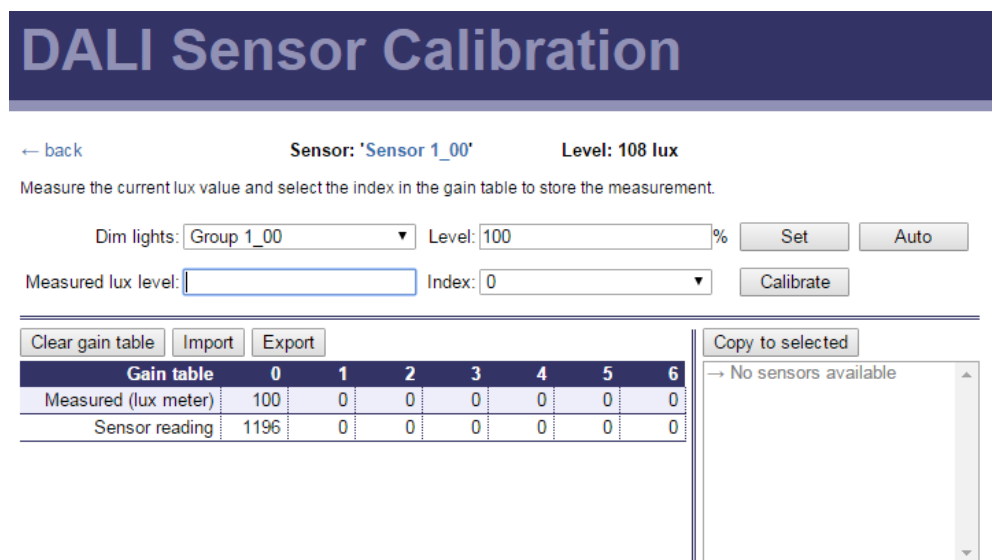 DALI Sensor Calibration
← back Sensor: 'Sensor 1_00' Level: 108 lux
Measure the current lux value and select the index in the gain table to store the measurement.
Dim lights: Group 1_00 Level: 100 % Set Auto
Measured lux level: Index: 0 Calibrate
Clear gain table Import Export Copy to selected
Gain table 0 1 2 3 4 5 6 → No sensors available
Measured (lux meter) 100 0 0 0 0 0 0
Sensor reading 1196 0 0 0 0 0 0